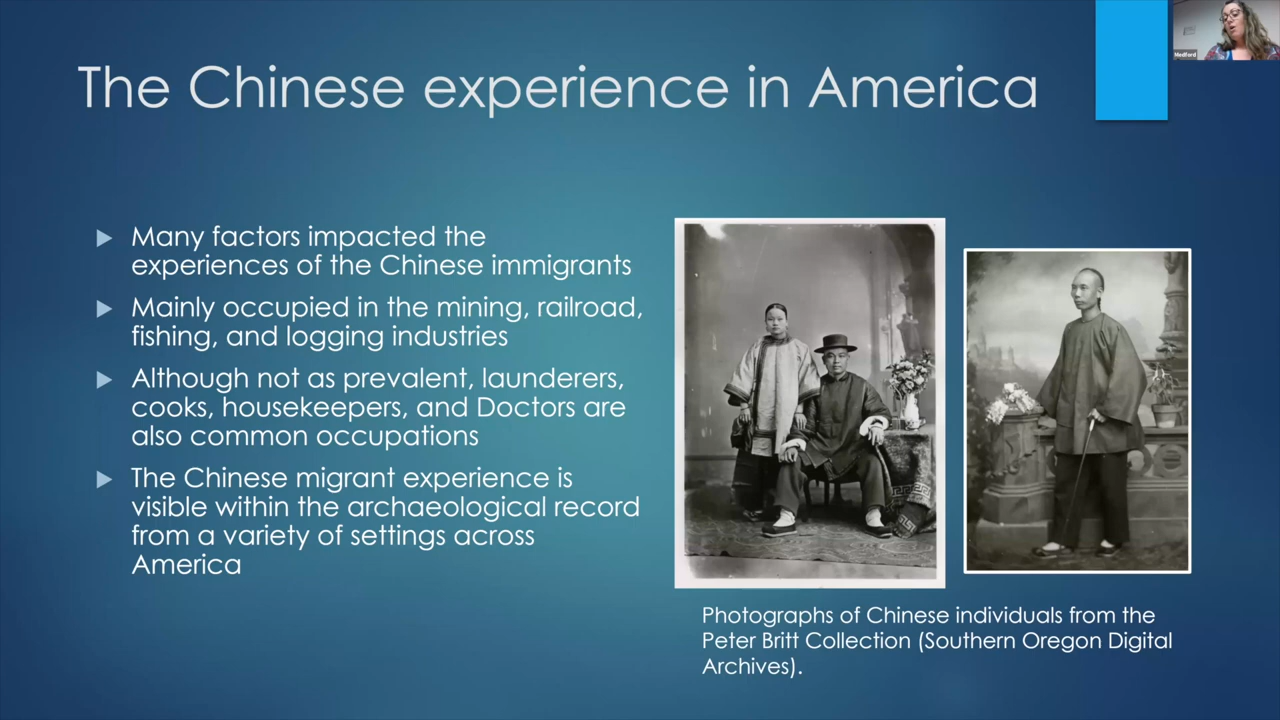 The Chinese experience in America
Many factors impacted the
experiences of the Chinese immigrants
Mainly occupied in the mining, railroad,
fishing, and logging industries
Although not as prevalent, launderers,
cooks, housekeepers, and Doctors are
also common occupations
The Chinese migrant experience is
visible within the archaeological record
from a variety of settings across
America
Photographs of Chinese individuals from the
Peter Britt Collection (Southern Oregon Digital
Archives).
Medford